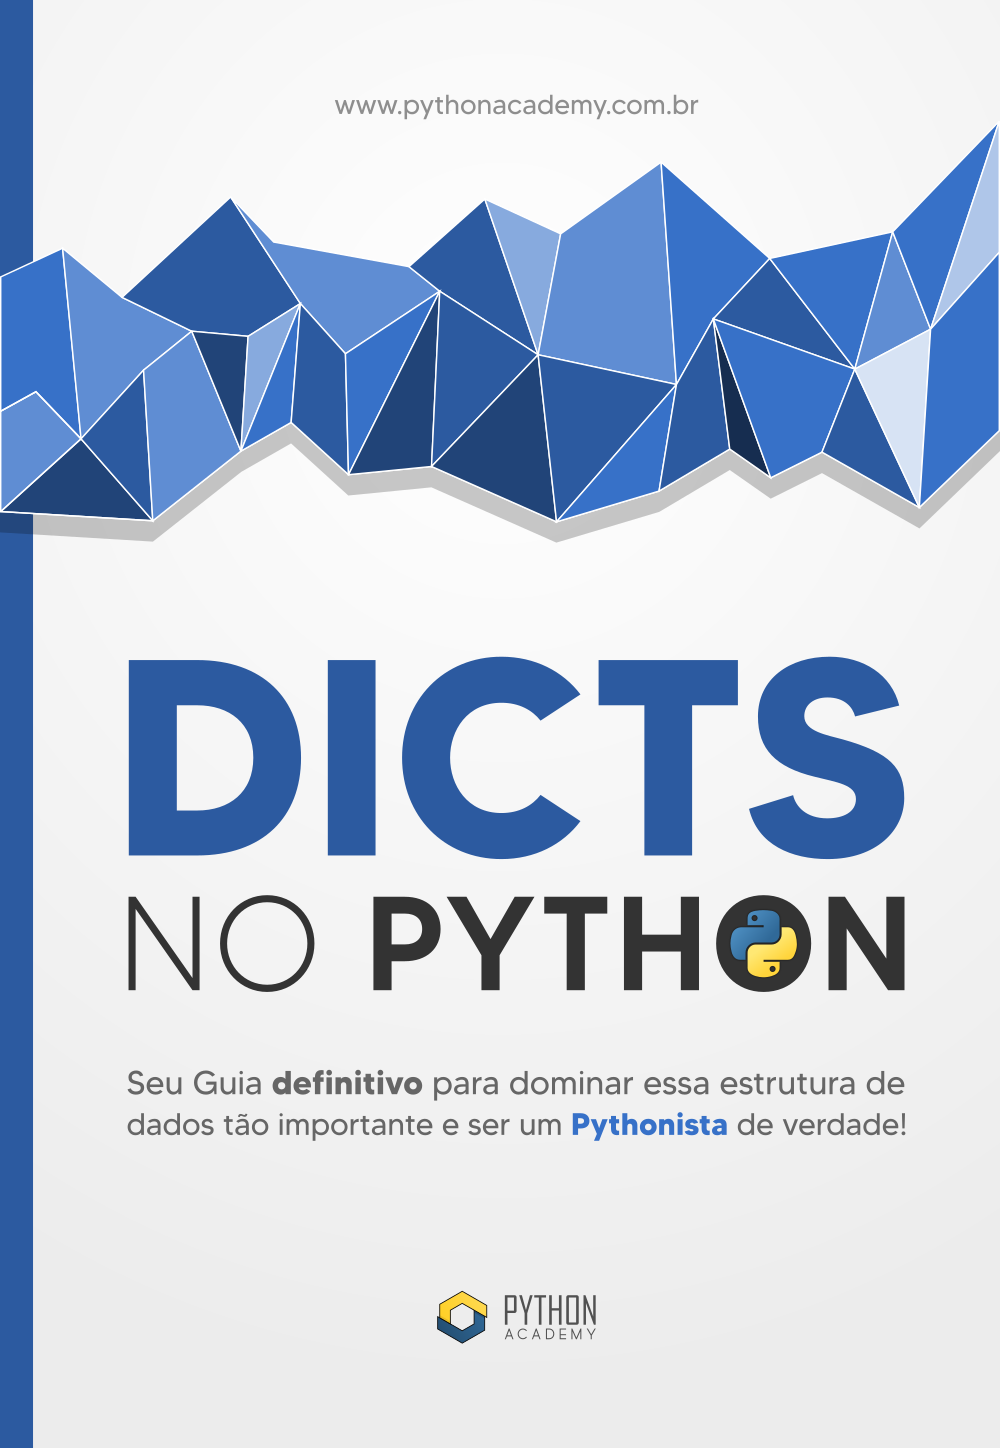 www.pythonacademy.com.br
DICTS
NO PYTHON
Seu Guia definitivo para dominar essa estrutura de
dados tão importante e ser um Pythonista de verdade!
PYTHON
ACADEMY